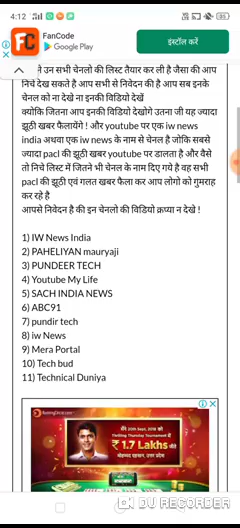 4:12
57
FanCode
Google Play
इंस्टॉल करें
ने उन सभी चेनलो की लिस्ट तैयार कर ली है जैसा की आप
निचे देख सकते है आप सभी से निवेदन की है आप सब इनके
चेनल को ना देखे ना इनकी विडियो देखें
क्योकि जितना आप इनकी विडियो देखोगे उतना जी यह ज्यादा
झूठी खबर फैलायेंगे ! और youtube पर एक iw news
india अथवा एक iw news के नाम से चेनल है जोकि सबसे
ज्यादा pacl की झूठी खबर youtube पर डालता है और वैसे
तो निचे लिस्ट में जितने भी चेनल के नाम दिए गये है वह सभी
pacl की झूठी एवं गलत खबर फैला कर आप लोगो को गुमराह
कर रहे है
आपसे निवेदन है की इन चेनलो की विडियो क्रप्या न देखे !
1) IW News India
2) PAHELIYAN mauryaji
3) PUNDEER TECH
4) Youtube My Life
5) SACH INDIA NEWS
6) ABC91
7) pundir tech
8) iw News
9) Mera Portal
10) Tech bud
11) Technical Duniya
₹ 1.7 Lakhs
DU RECORDER